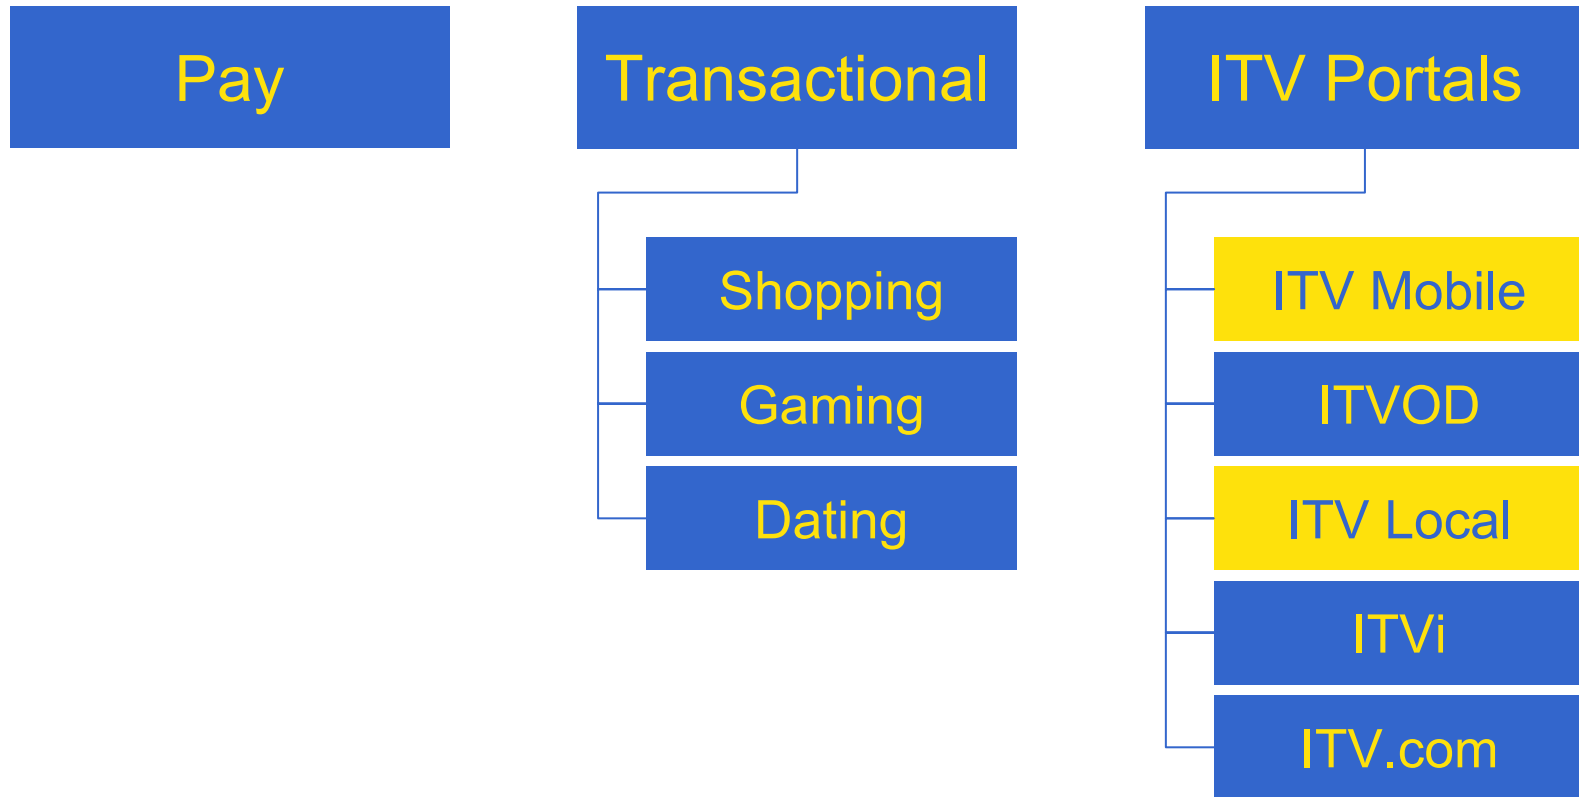 Pay
Transactional
Shopping
Gaming
Dating
ITV Portals
ITV Mobile
ITVOD
ITV Local
ITVi
ITV.com